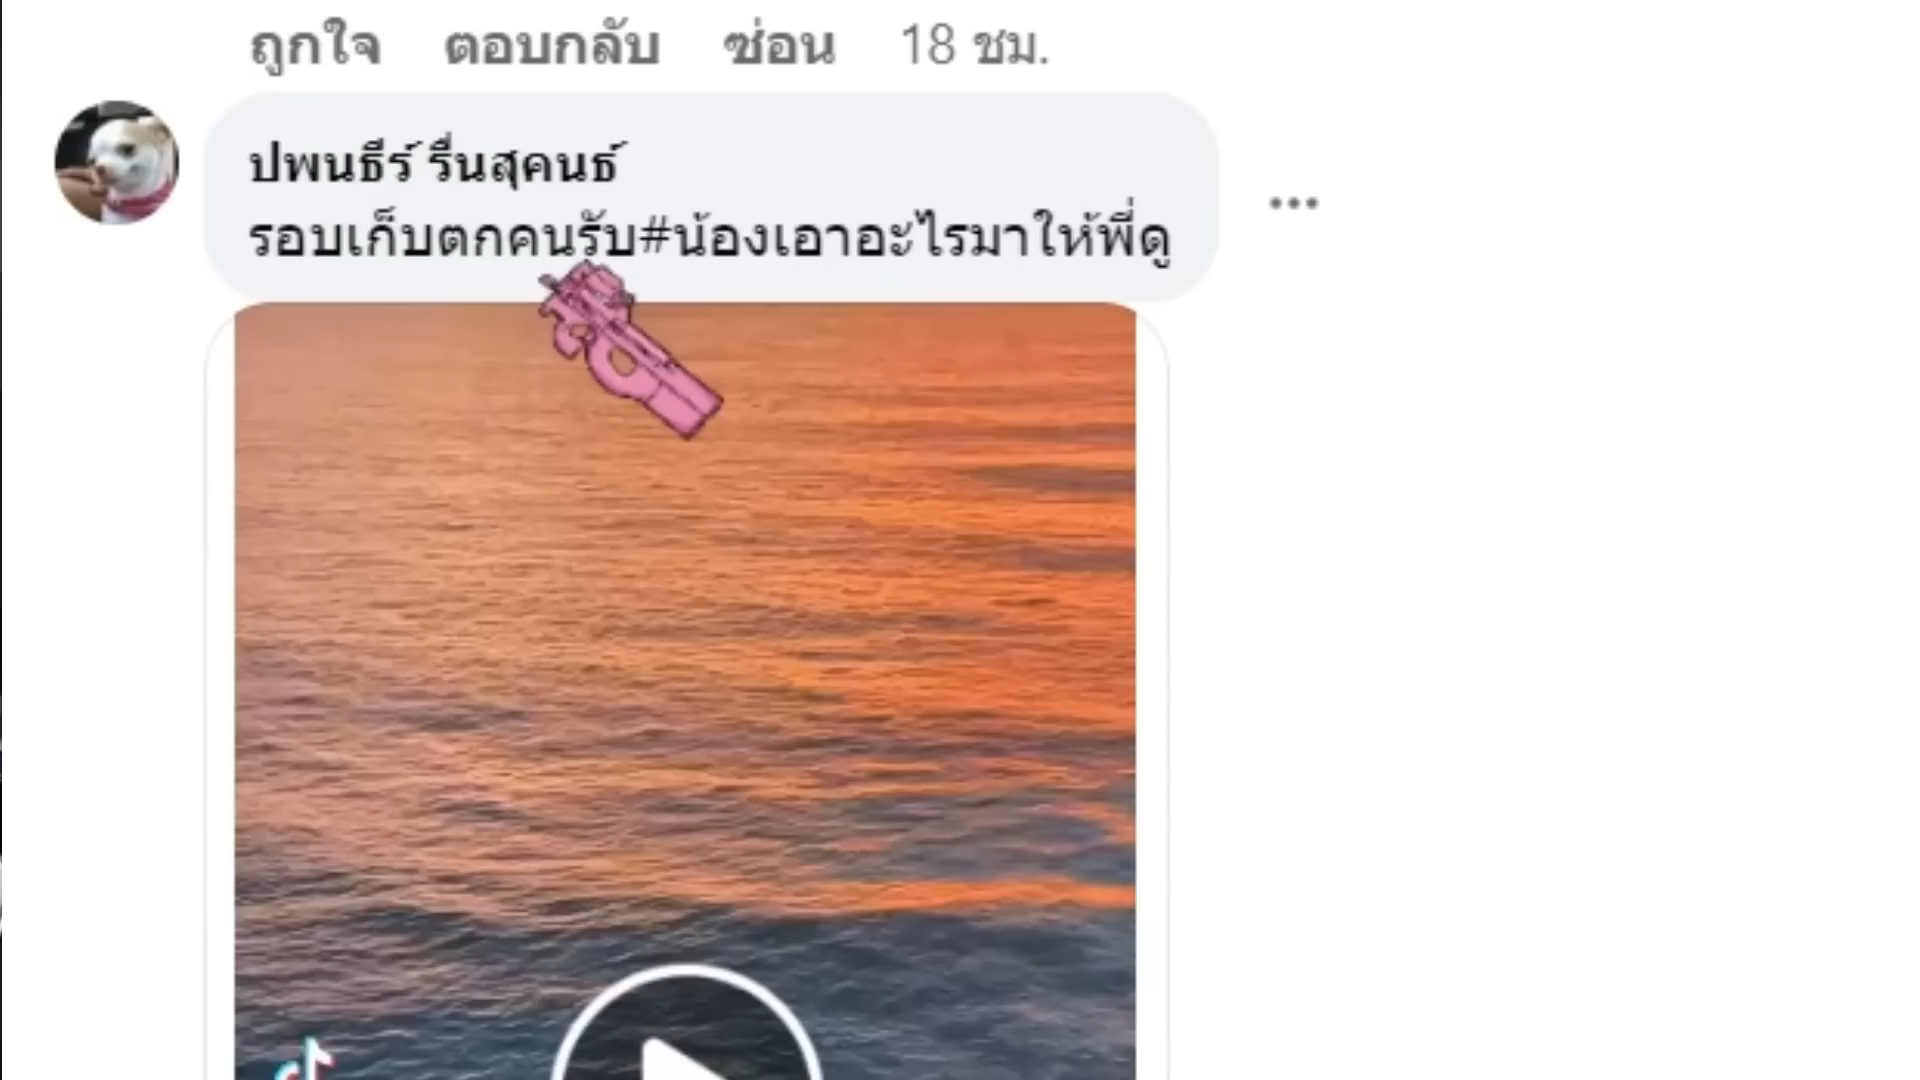 ถูกใจ ตอบกลับ ซ่อน 18 ชม.
ปพนธีร์ รื่นสุคนธ์
รอบเก็บตกคนรับ#น้องเอาอะไรมาให้พี่ดู